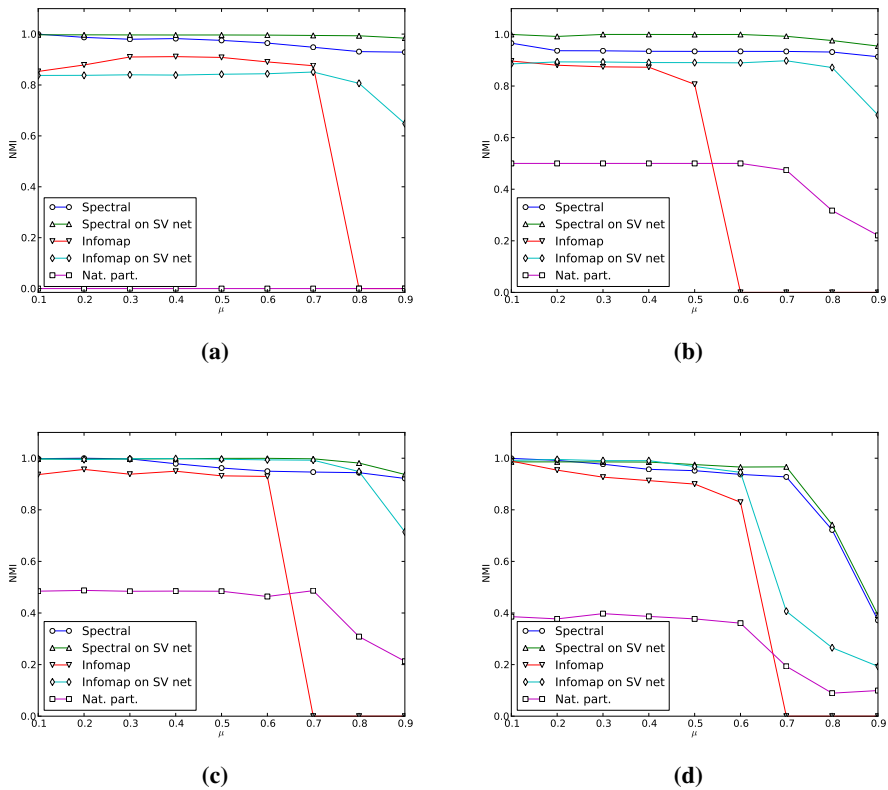 1.0
0.8
0.6
0.4
0.2
0.0
NMI
Spectral
Spectral on SV net
Infomap
Infomap on SV net
Nat. part.
0.1 0.2 0.3 0.4 0.5 0.6 0.7 0.8 0.9
μ
(a)
1.0
0.8
0.6
0.4
0.2
0.0
NMI
Spectral
Spectral on SV net
Infomap
Infomap on SV net
Nat. part.
0.1 0.2 0.3 0.4 0.5 0.6 0.7 0.8 0.9
μ
(b)
1.0
0.8
0.6
0.4
0.2
0.0
NMI
Spectral
Spectral on SV net
Infomap
Infomap on SV net
Nat. part.
0.1 0.2 0.3 0.4 0.5 0.6 0.7 0.8 0.9
μ
(c)
1.0
0.8
0.6
0.4
0.2
0.0
NMI
Spectral
Spectral on SV net
Infomap
Infomap on SV net
Nat. part.
0.1 0.2 0.3 0.4 0.5 0.6 0.7 0.8 0.9
μ
(d)